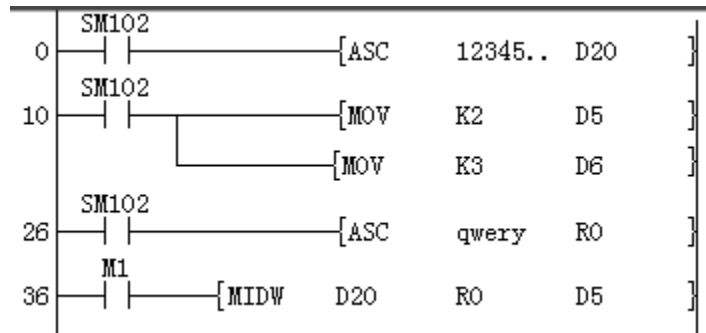 SM102
0 [ASC 12345.. D20 ]
SM102
10 [MOV K2 D5 ]
[MOV K3 D6 ]
SM102
26 [ASC qwery R0 ]
M1
36 [MIDW D20 R0 D5 ]